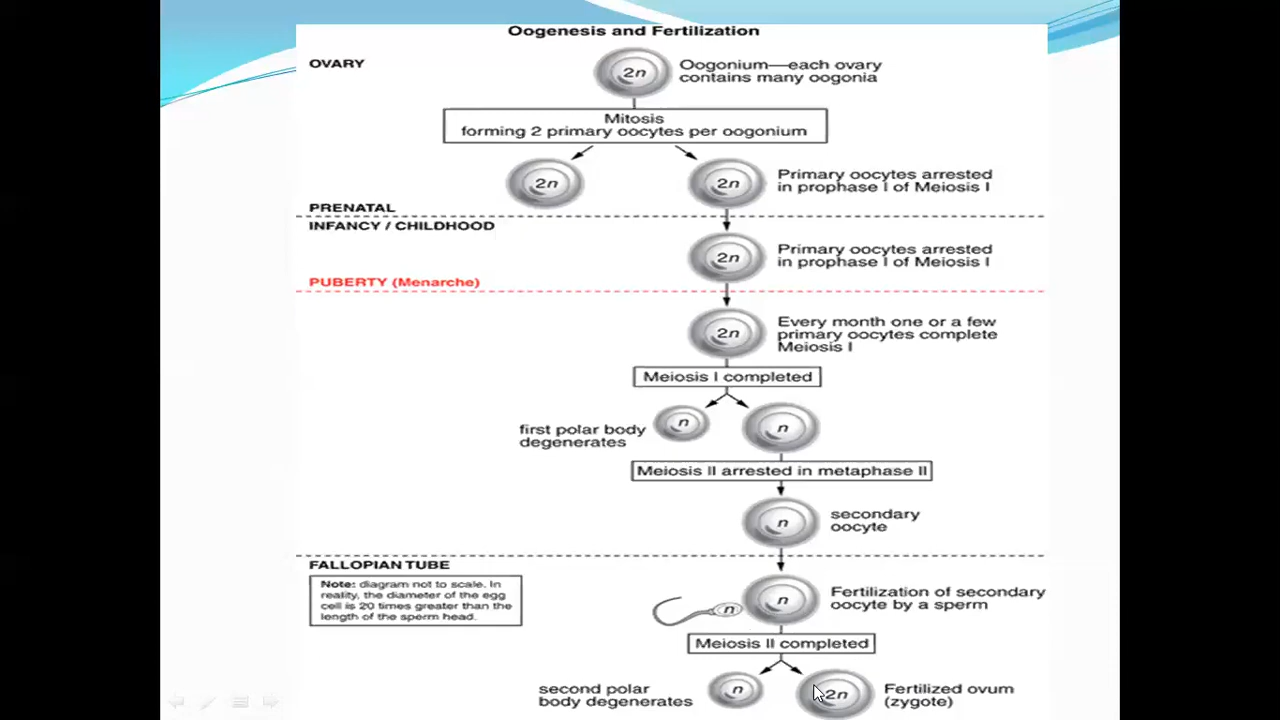 Oogenesis and Fertilization
OVARY
2n
Oogonium—each ovary
contains many oogonia
Mitosis
forming 2 primary oocytes per oogonium
2n
2n
Primary oocytes arrested
in prophase I of Meiosis I
PRENATAL
INFANCY / CHILDHOOD
2n
Primary oocytes arrested
in prophase I of Meiosis I
PUBERTY (Menarche)
2n
Every month one or a few
primary oocytes complete
Meiosis I
Meiosis I completed
first polar body
degenerates
n
n
Meiosis II arrested in metaphase II
n
secondary
oocyte
FALLOPIAN TUBE
Note: diagram not to scale. In
reality, the diameter of the egg
cell is 20 times greater than the
length of the sperm head.
n
n
Fertilization of secondary
oocyte by a sperm
Meiosis II completed
second polar
body degenerates
n
2n
Fertilized ovum
(zygote)